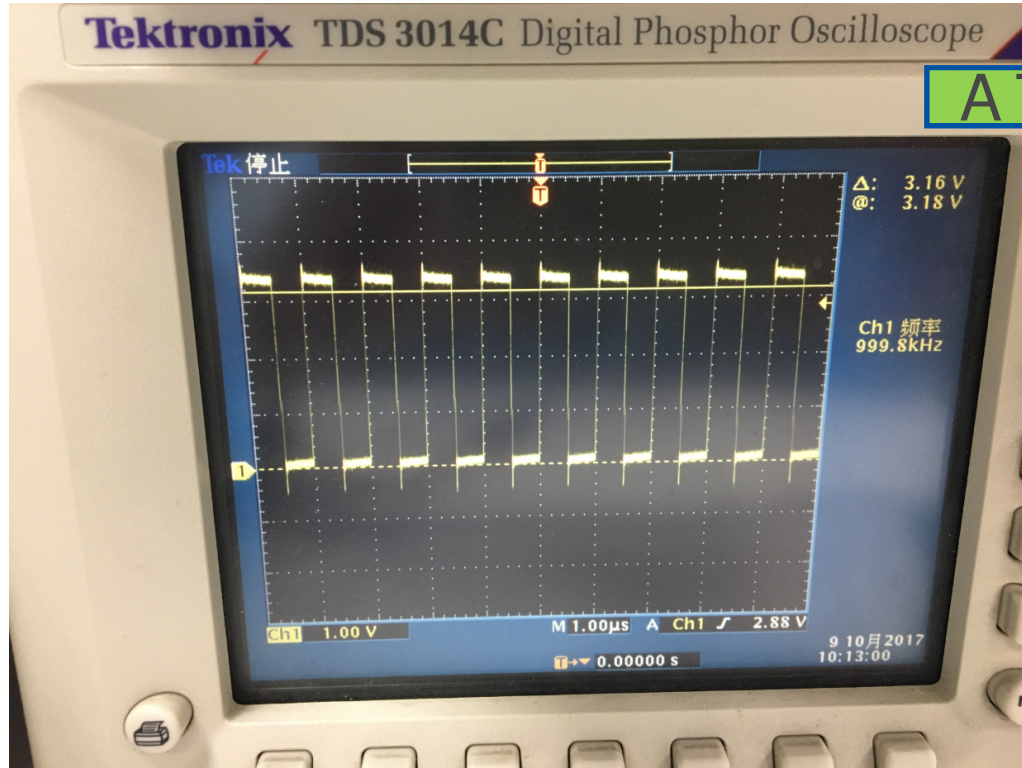 Tektronix TDS 3014C Digital Phosphor Oscilloscope
A
Tek 停止
T
T
Δ: 3.16 V
@: 3.18 V
Ch1 频率
999.8kHz
1
Ch1 1.00 V M 1.00µs A Ch1 ʃ 2.88 V
T→▼ 0.00000 s
9 10月 2017
10:13:00